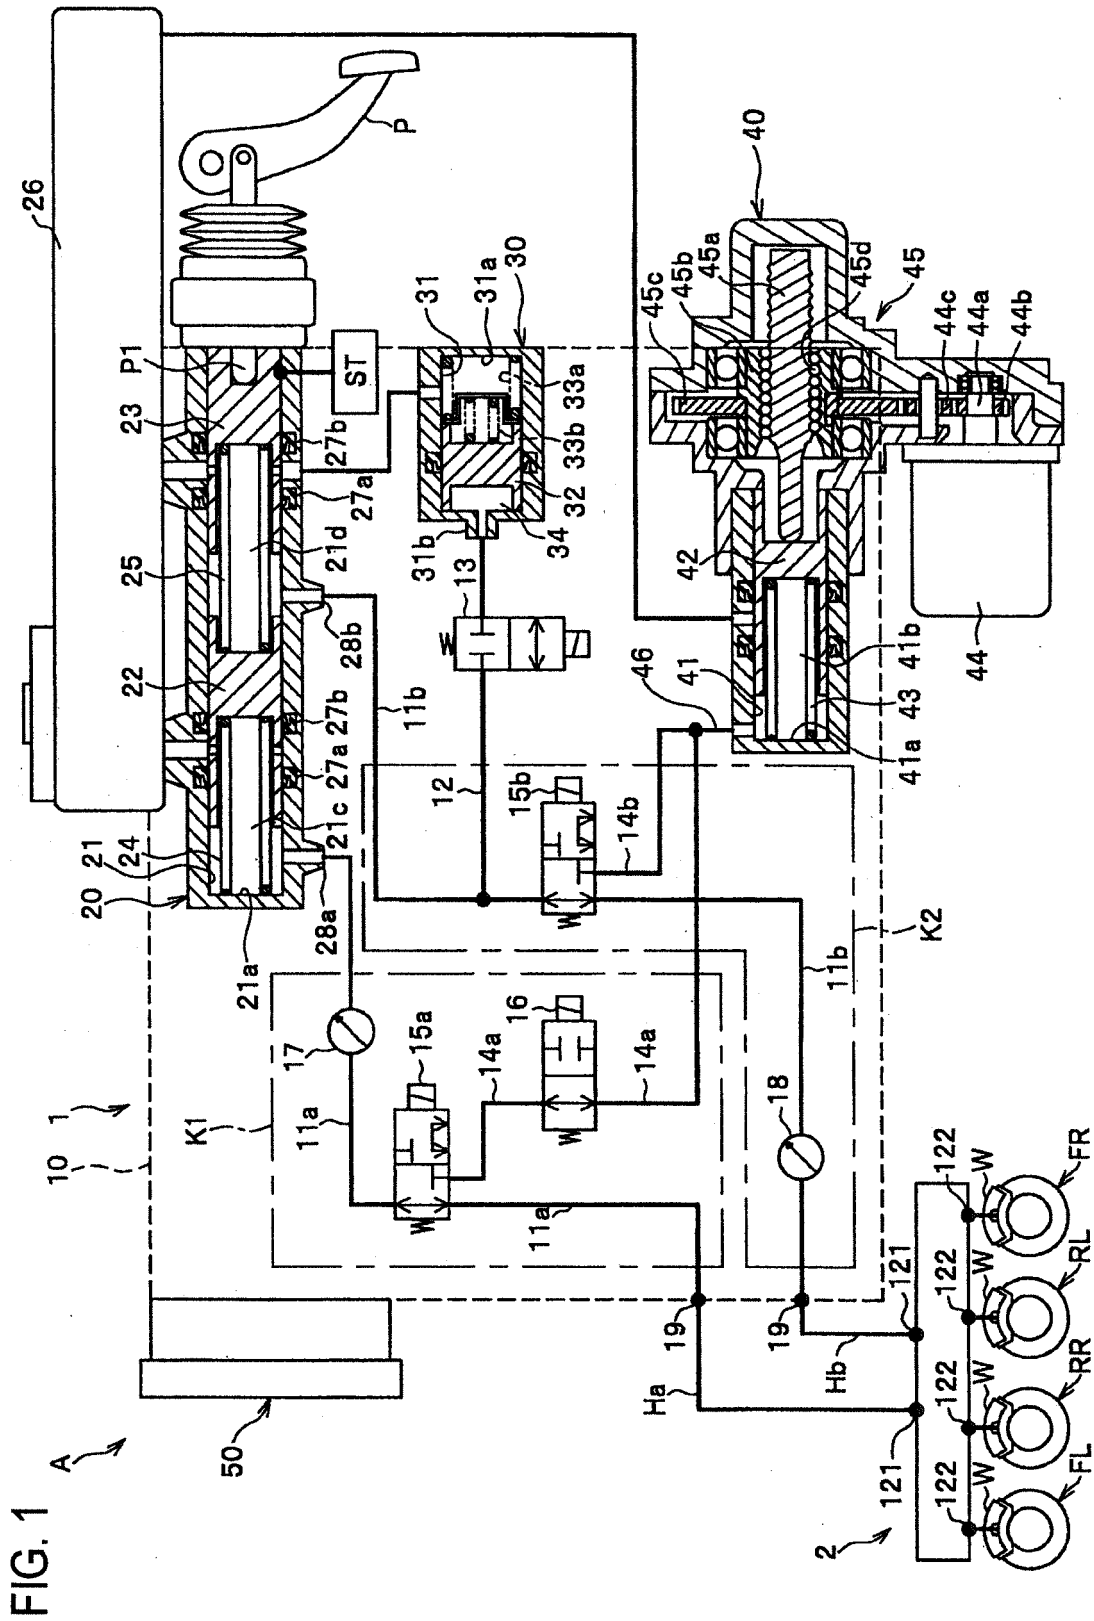 FIG. 1
A
1
10
50
26
20
21
24
22
25
23
P1
P
21a
28a
21c
27a
27b
28b
21d
27a
27b
ST
31
31a
30
31b
34
32
33b
33a
13
W
12
11b
K1
17
11a
15a
14a
16
14a
W
W
11a
15b
14b
W
11b
K2
18
46
41
42
41a
43
41b
44
40
45c
45b
45a
45d
45
44c
44a
44b
19
19
Ha
Hb
121
121
2
122
122
122
122
W
W
W
W
FL
RR
RL
FR